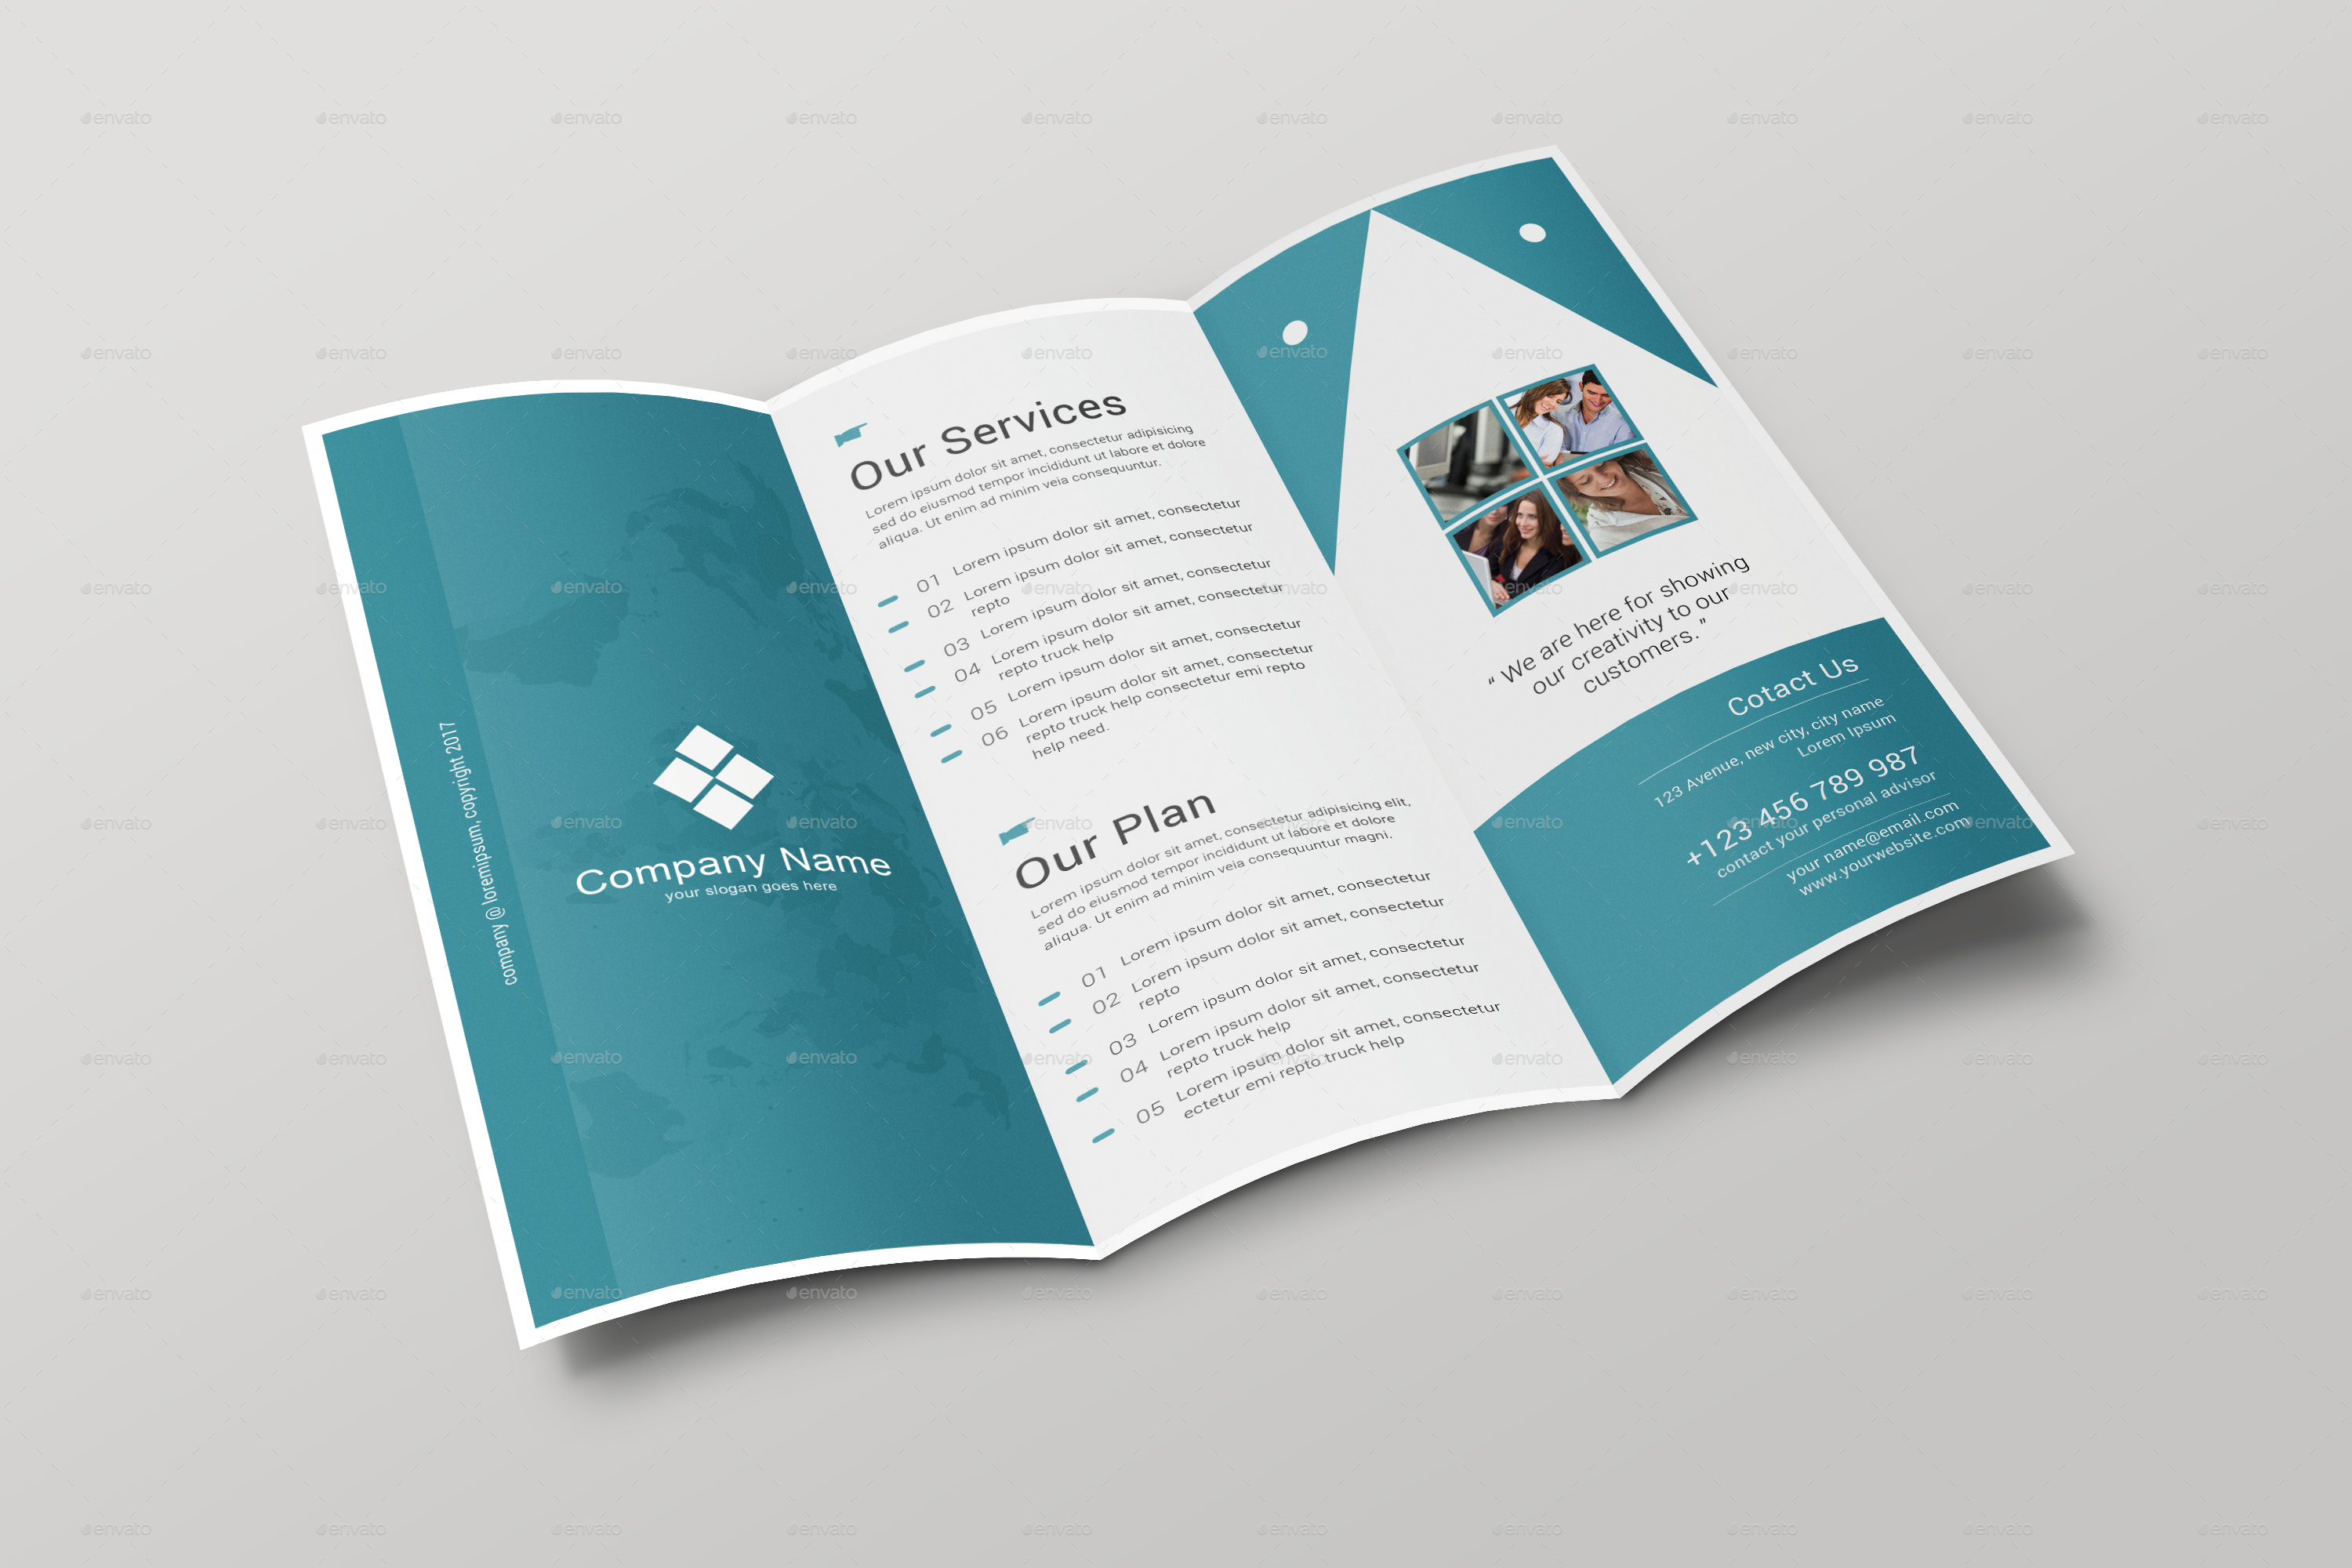 company @ loremipsum, copyright 2017
Company Name
your slogan goes here
Our Services
Lorem ipsum dolor sit amet, consectetur adipisicing
sed do eiusmod tempor incididunt ut labore et dolore
aliqua. Ut enim ad minim veia consequuntur.
01 Lorem ipsum dolor sit amet, consectetur
02 Lorem ipsum dolor sit amet, consectetur
repto
03 Lorem ipsum dolor sit amet, consectetur
04 Lorem ipsum dolor sit amet, consectetur
repto truck help
05 Lorem ipsum dolor sit amet, consectetur
06 Lorem ipsum dolor sit amet, consectetur
repto truck help consectetur emi repto
help need.
Our Plan
Lorem ipsum dolor sit amet, consectetur adipisicing elit,
sed do eiusmod tempor incididunt ut labore et dolore
aliqua. Ut enim ad minim veia consequuntur magni.
01 Lorem ipsum dolor sit amet, consectetur
02 Lorem ipsum dolor sit amet, consectetur
repto
03 Lorem ipsum dolor sit amet, consectetur
04 Lorem ipsum dolor sit amet, consectetur
repto truck help
05 Lorem ipsum dolor sit amet, consectetur
ectetur emi repto truck help
“ We are here for showing
our creativity to our
customers.”
Cotact Us
123 Avenue, new city, city name
Lorem Ipsum
+123 456 789 987
contact your personal advisor
your name@email.com
www.yourwebsite.com
envato